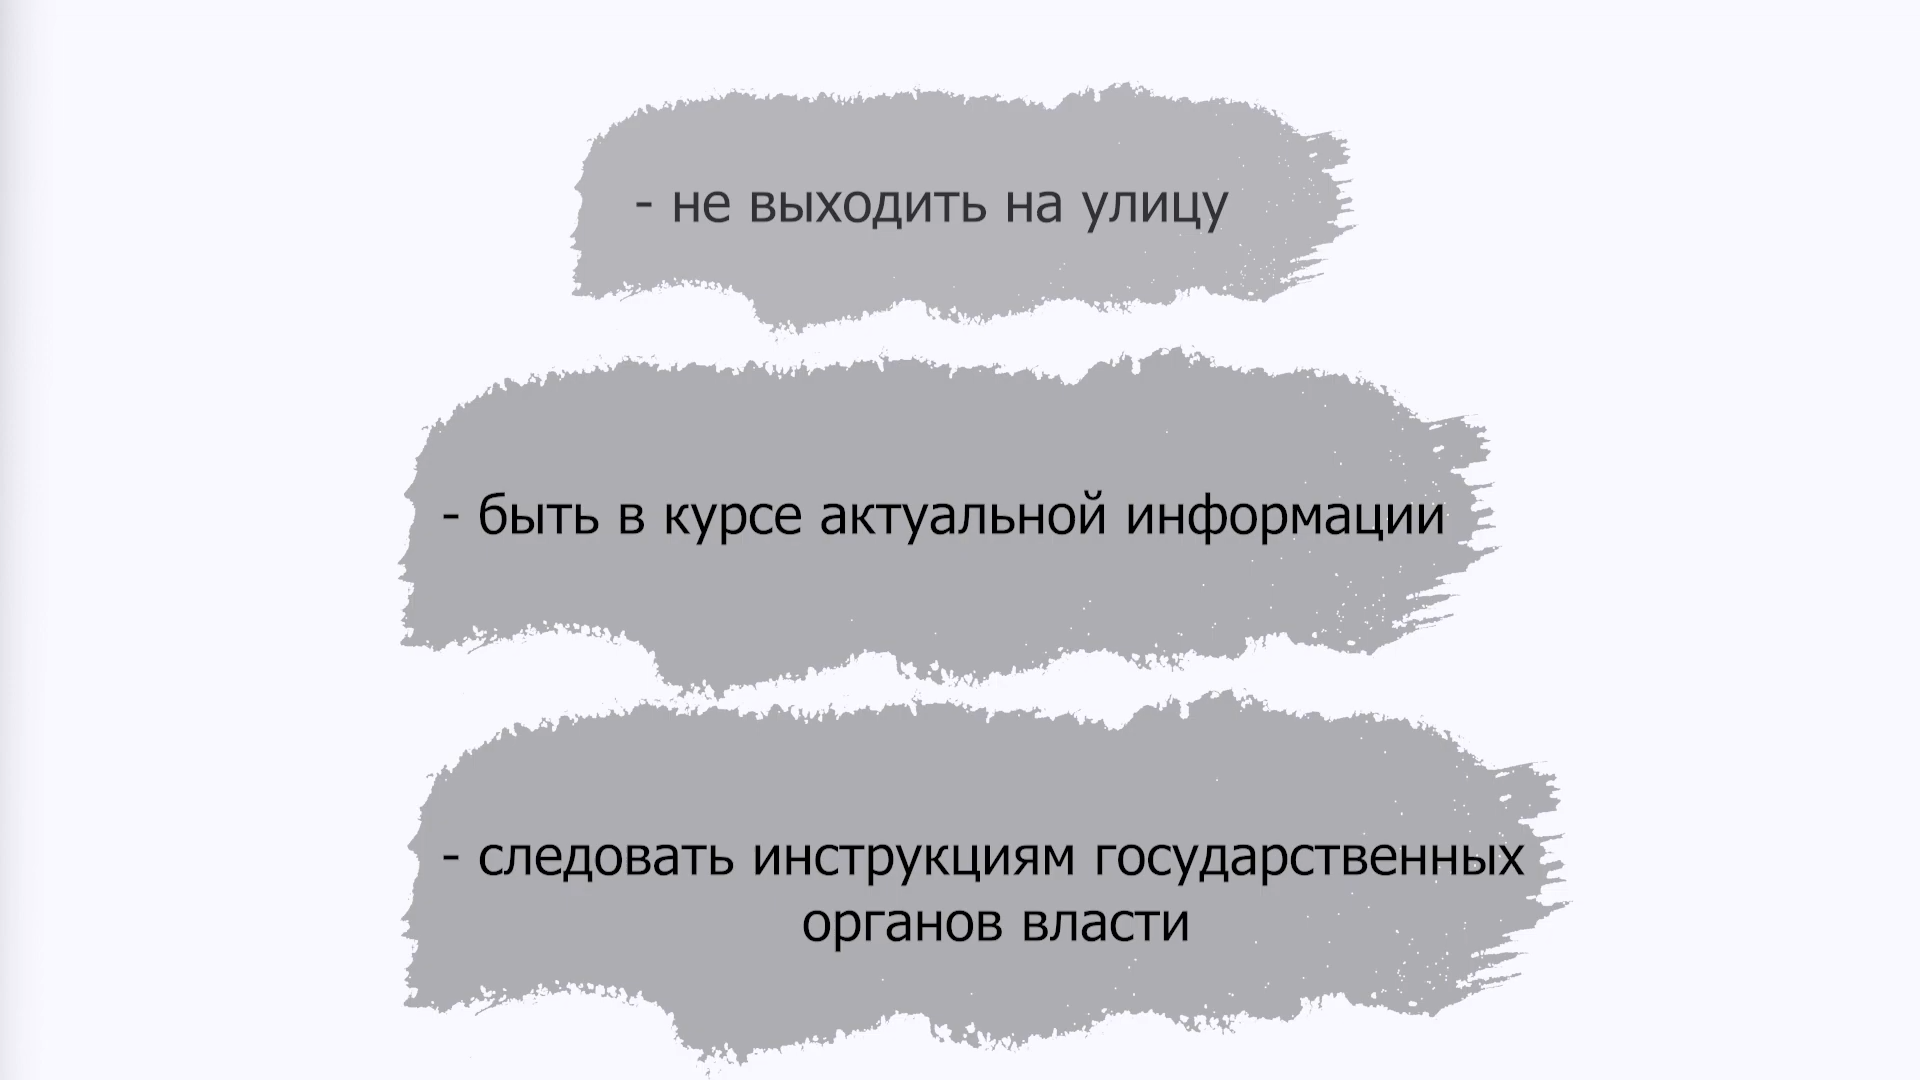 - не выходить на улицу
- быть в курсе актуальной информации
- следовать инструкциям государственных
органов власти